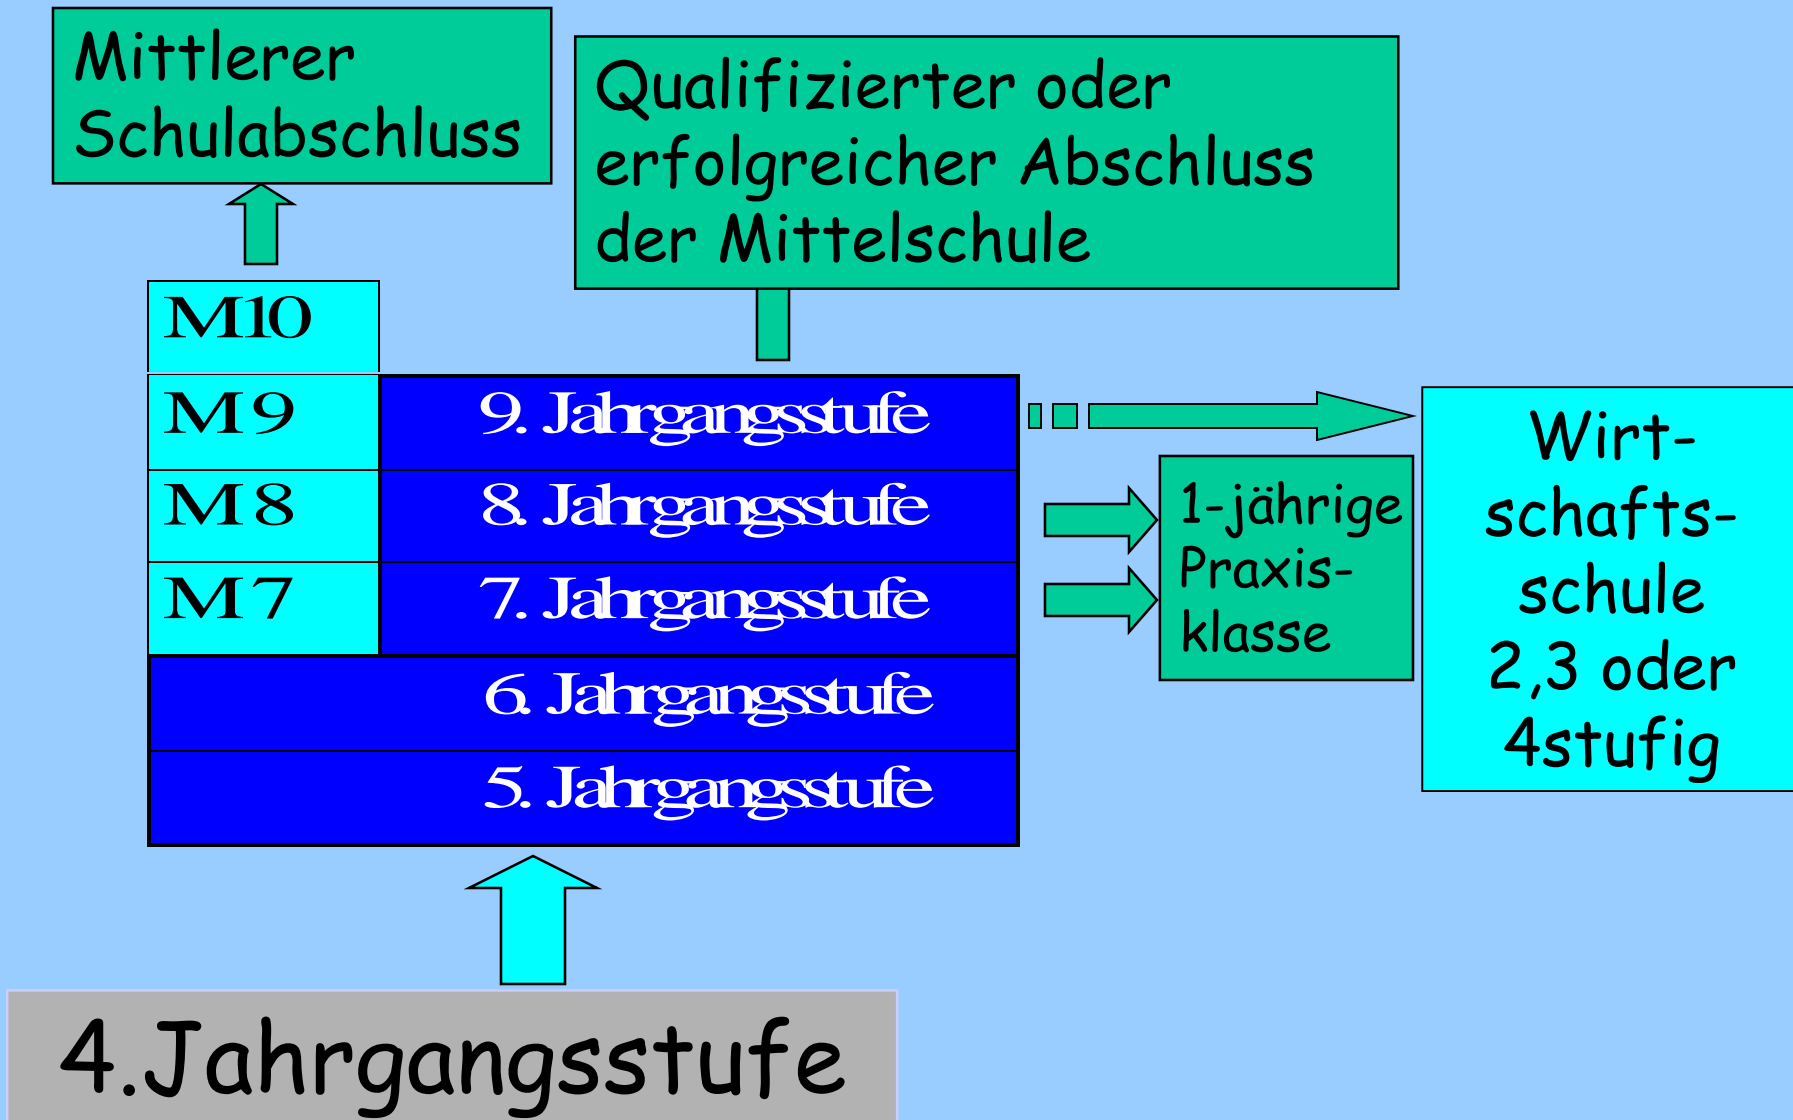 Mittlerer
Schulabschluss
Qualifizierter oder
erfolgreicher Abschluss
der Mittelschule
M10
M9
9. Jahrgangsstufe
M8
8. Jahrgangsstufe
M7
7. Jahrgangsstufe
6. Jahrgangsstufe
5. Jahrgangsstufe
1-jährige
Praxis-
klasse
Wirt-
schafts-
schule
2,3 oder
4stufig
4.Jahrgangsstufe